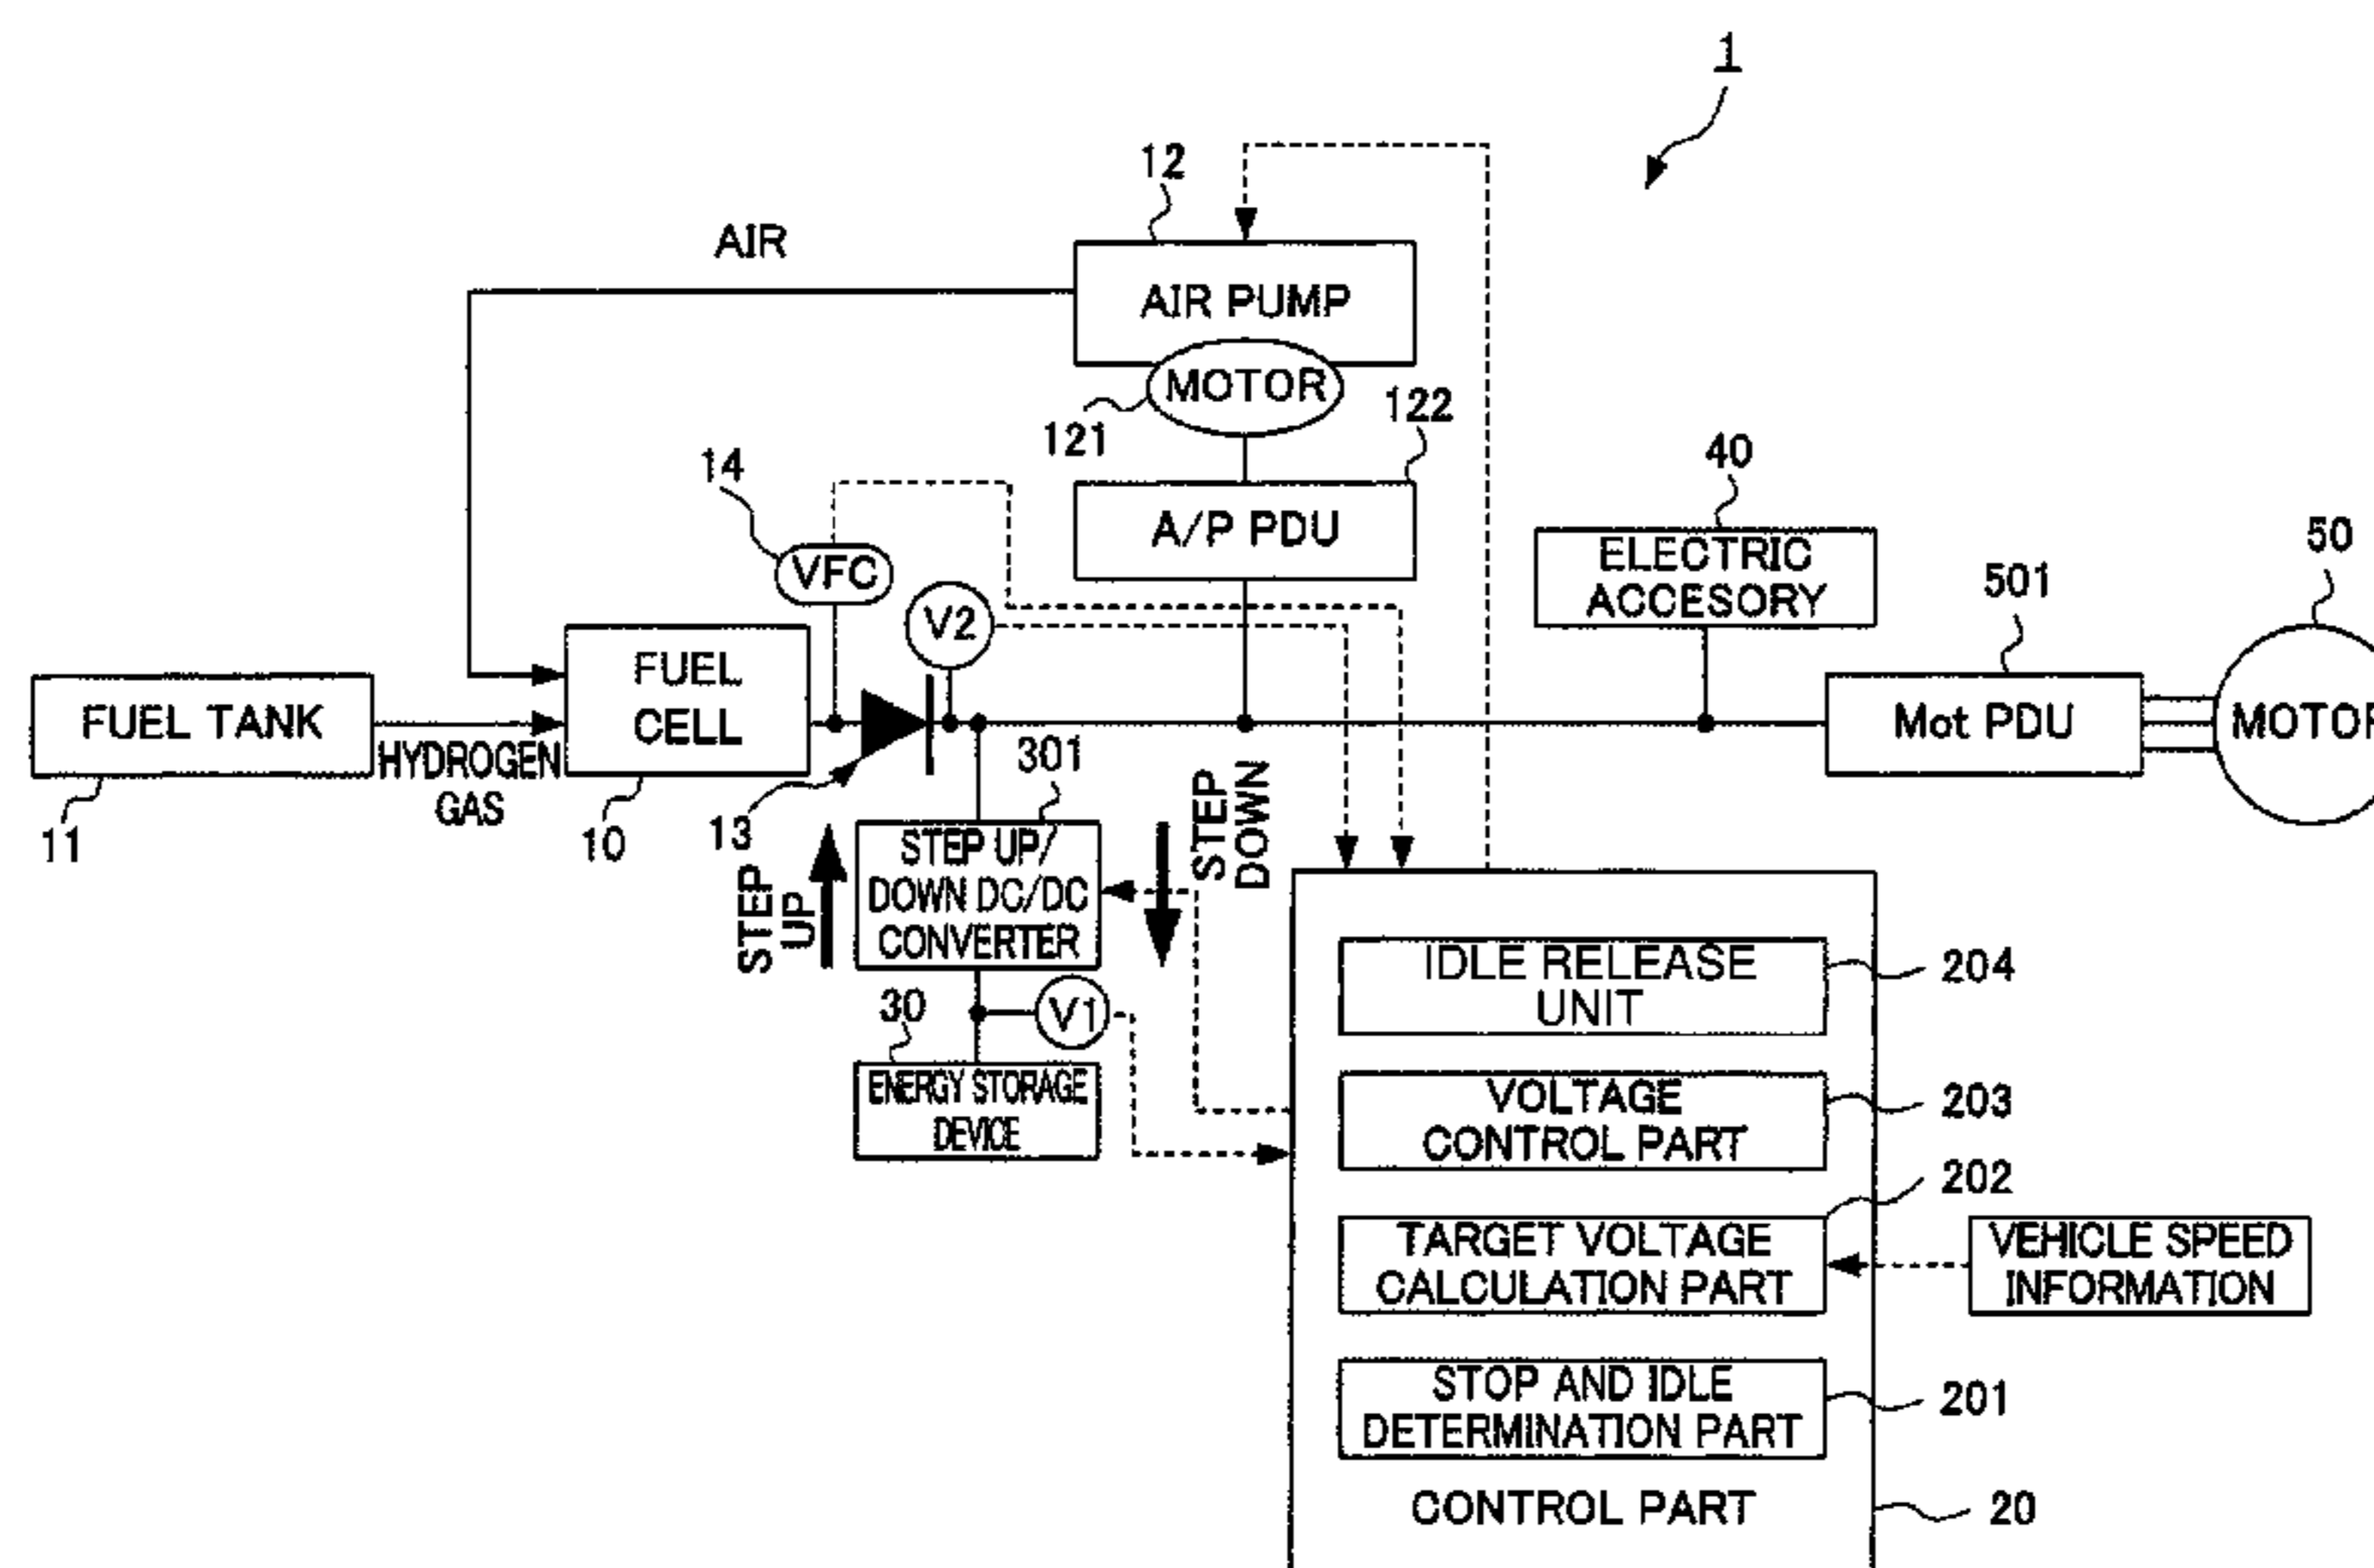 1
12
AIR
AIR PUMP
MOTOR
121
122
14
40
A/P PDU
VFC
ELECTRIC
ACCESORY
501
50
V2
FUEL TANK
HYDROGEN
GAS
FUEL
CELL
Mot PDU
MOTOR
11
10
13
301
STEP UP
STEP UP/
DOWN DC/DC
CONVERTER
STEP DOWN
30
V1
ENERGY STORAGE
DEVICE
IDLE RELEASE
UNIT
204
VOLTAGE
CONTROL PART
203
202
TARGET VOLTAGE
CALCULATION PART
VEHICLE SPEED
INFORMATION
STOP AND IDLE
DETERMINATION PART
201
CONTROL PART
20